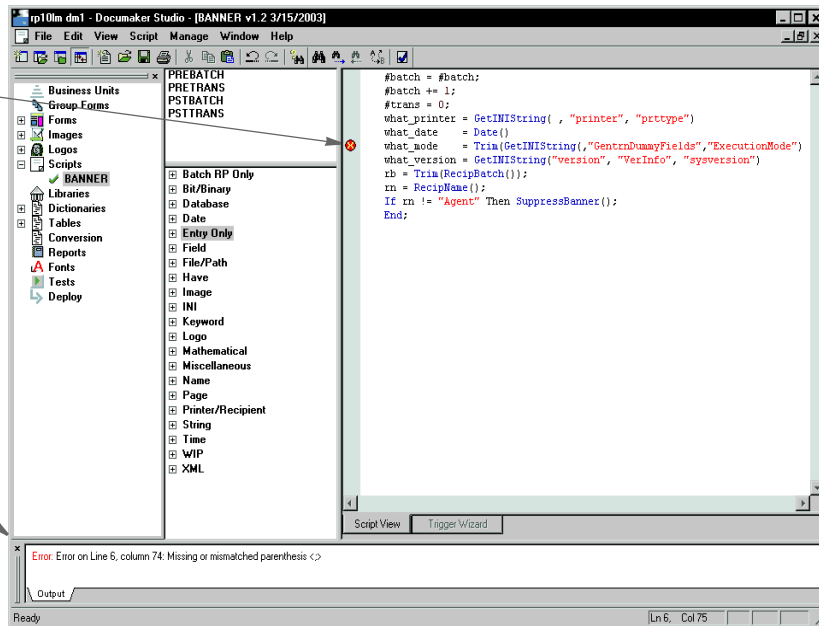 rp10lm dm1 - Documaker Studio - [BANNER v1.2 3/15/2003]
File Edit View Script Manage Window Help
Business Units
Group Forms
Forms
Images
Logos
Scripts
BANNER
Libraries
Dictionaries
Tables
Conversion
Reports
Fonts
Tests
Deploy
PREBATCH
PRETRANS
PSTBATCH
PSTTRANS
Batch RP Only
Bit/Binary
Database
Date
Entry Only
Field
File/Path
Have
Image
INI
Keyword
Logo
Mathematical
Miscellaneous
Name
Page
Printer/Recipient
String
Time
WIP
XML
#batch = #batch;
#batch += 1;
#trans = 0;
what_printer = GetINIString( , "printer", "prttype")
what_date = Date()
what_mode = Trim(GetINIString(,"GentrnDummyFields","ExecutionMode")
what_version = GetINIString("version", "VerInfo", "sysversion")
rb = Trim(RecipBatch());
rn = RecipName();
If rn != "Agent" Then SuppressBanner();
End;
Script View Trigger Wizard
Error: Error on Line 6, column 74: Missing or mismatched parenthesis <;>
Output
Ready Ln 6, Col 75